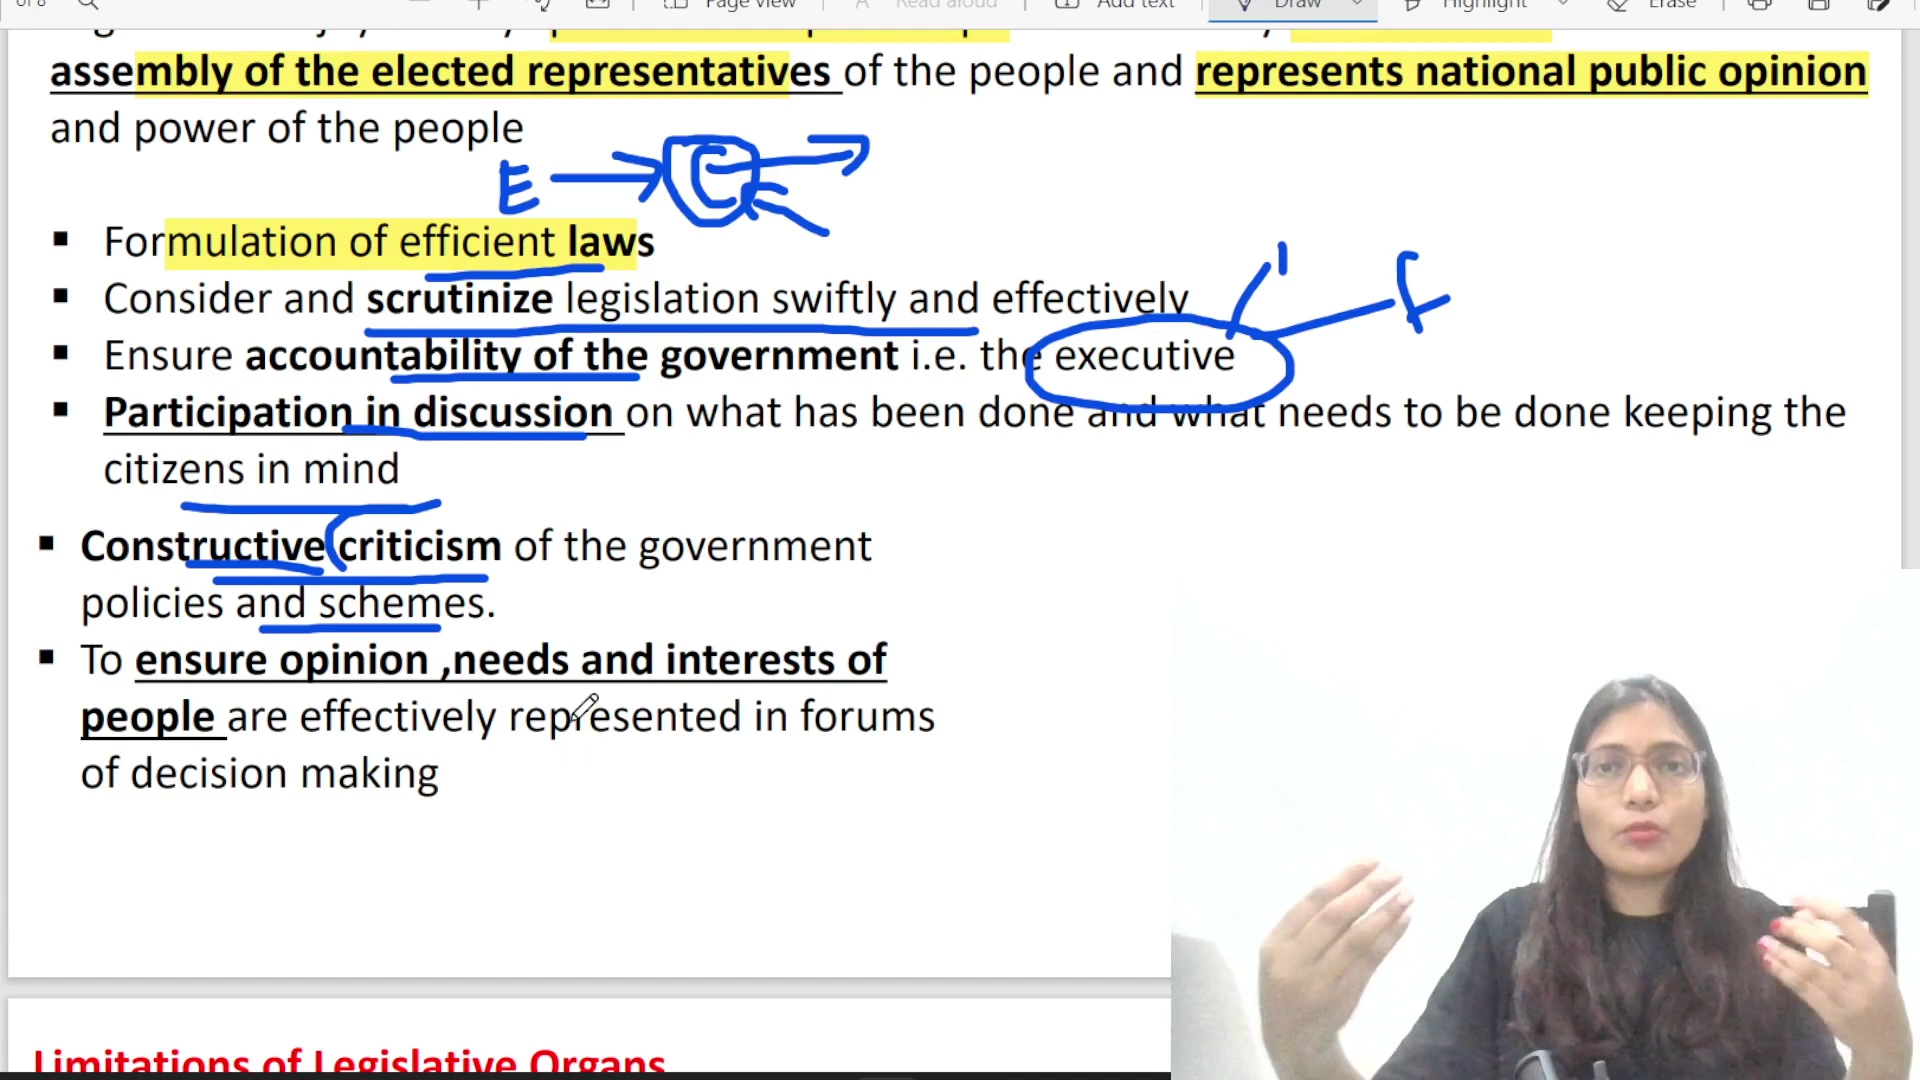 of 8 Page view Read aloud Add text Draw Highlight Erase
assembly of the elected representatives of the people and represents national public opinion
and power of the people
E
▪ Formulation of efficient laws
▪ Consider and scrutinize legislation swiftly and effectively
▪ Ensure accountability of the government i.e. the executive
▪ Participation in discussion on what has been done and what needs to be done keeping the
citizens in mind
▪ Constructive criticism of the government
policies and schemes.
▪ To ensure opinion ,needs and interests of
people are effectively represented in forums
of decision making
Limitations of Legislative Organs